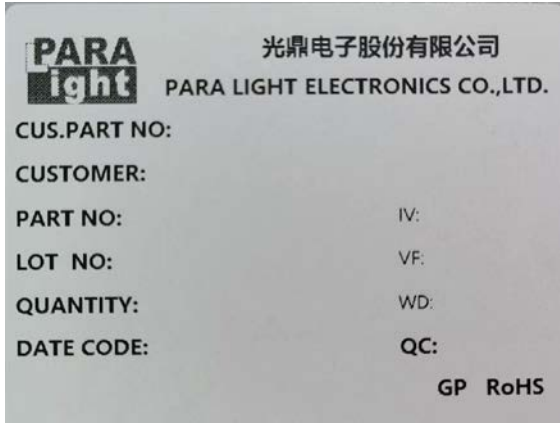 PARA
light
光鼎电子股份有限公司
PARA LIGHT ELECTRONICS CO.,LTD.
CUS.PART NO:
CUSTOMER:
PART NO:
IV:
LOT NO:
VF:
QUANTITY:
WD:
DATE CODE:
QC:
GP RoHS